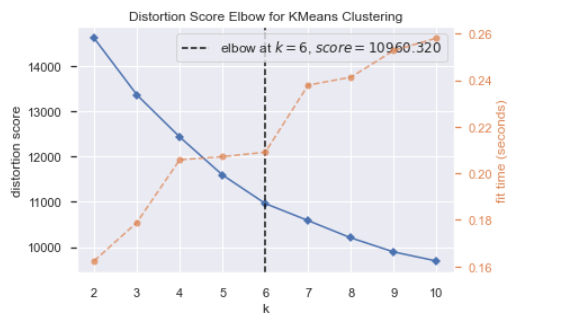 Distortion Score Elbow for KMeans Clustering
elbow at k = 6, score = 10960.320
distortion score
14000
13000
12000
11000
10000
0.26
0.24
0.22
0.20
0.18
0.16
fit time (seconds)
2 3 4 5 6 7 8 9 10
k